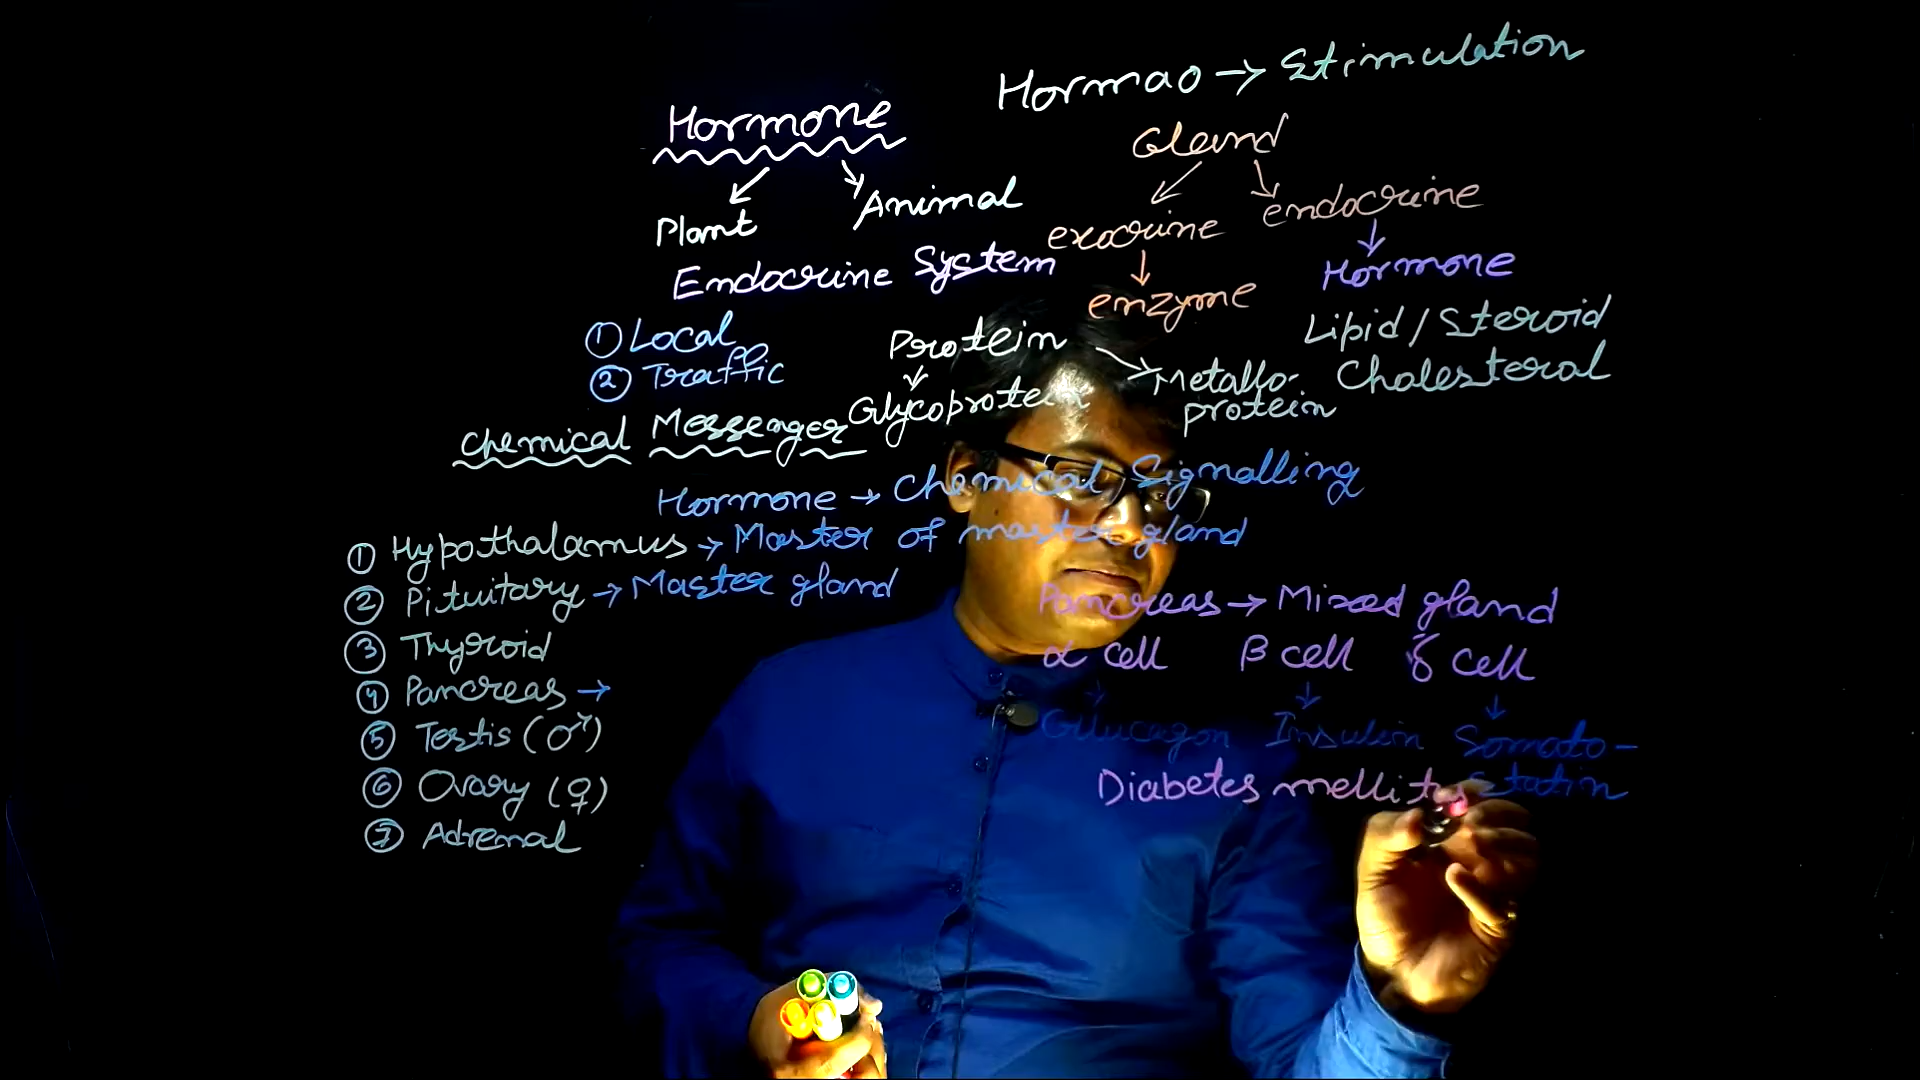 Hormao → Stimulation
Hormone
Plant Animal
Gland
exocrine endocrine
enzyme Hormone
Endocrine System
① Local
② Traffic
Protein
Glycoprotein Metallo-
protein
Lipid / Steroid
Cholesteral
Chemical Messenger
Hormone → Chemical Signalling
① Hypothalamus → Master of master gland
② Pituitary → Master gland
③ Thyroid
④ Pancreas →
⑤ Testis (♂)
⑥ Ovary (♀)
⑦ Adrenal
Pancreas → Mixed gland
α cell β cell δ cell
Glucagon Insulin Somato-
statin
Diabetes mellitus